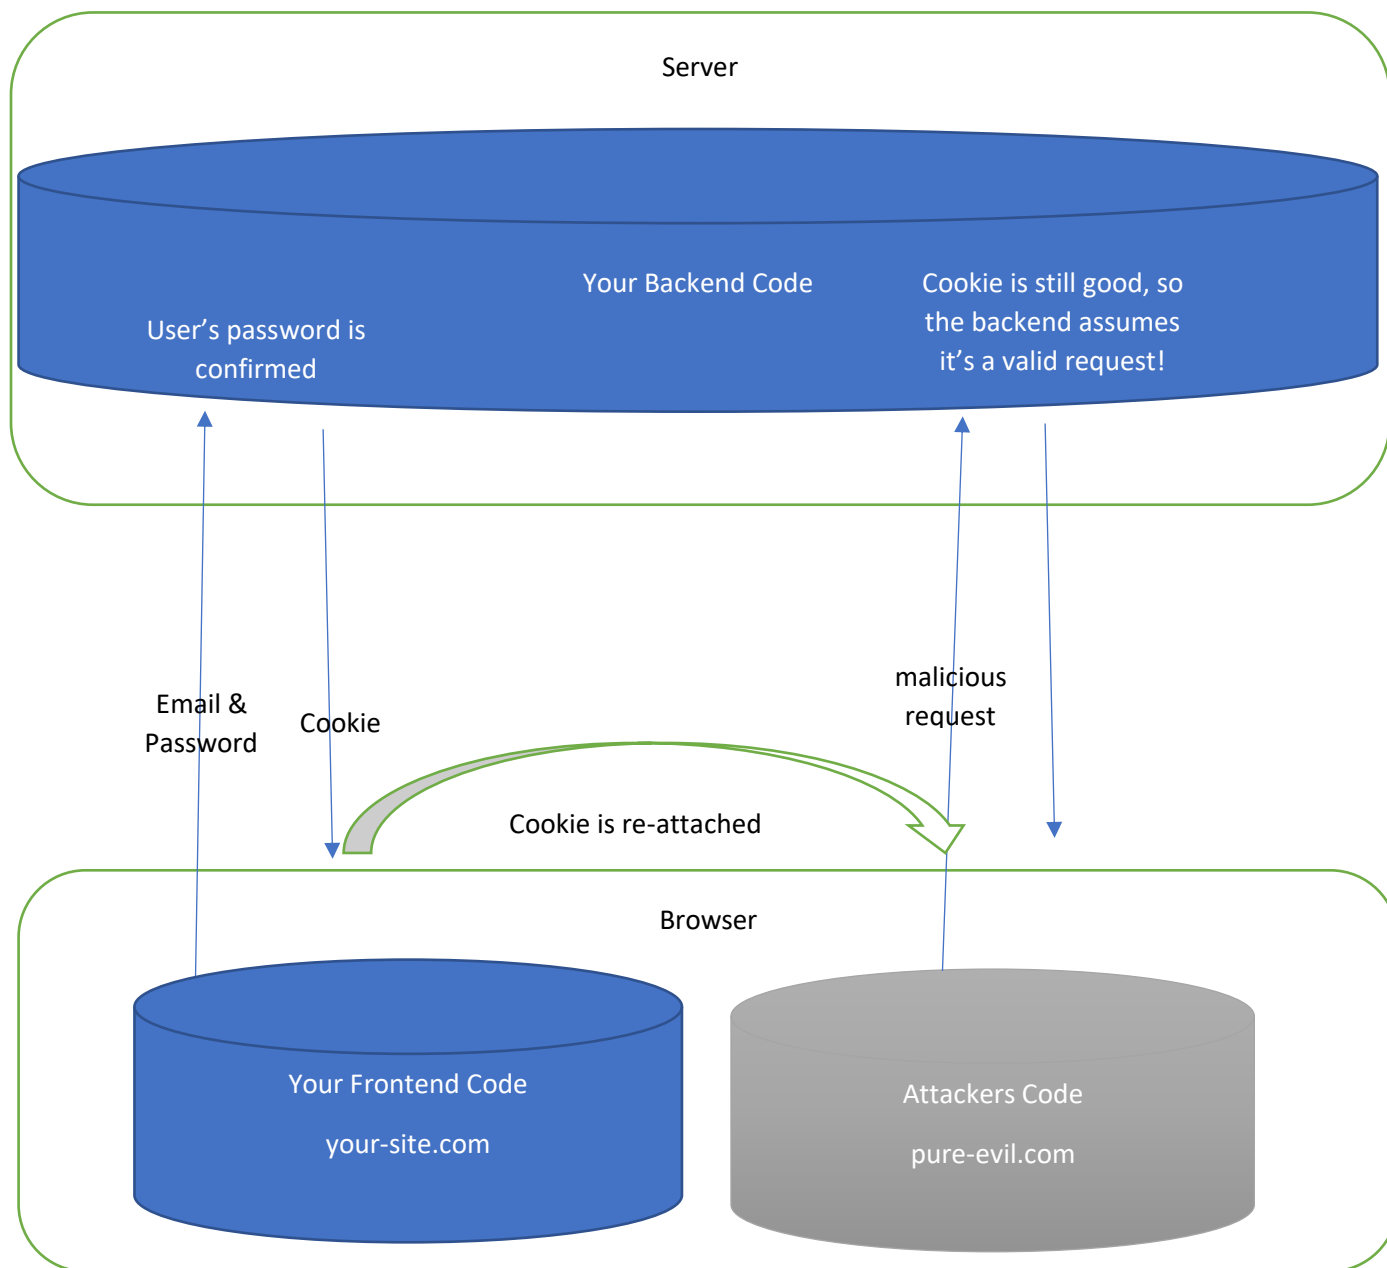 Server
Your Backend Code
Cookie is still good, so
the backend assumes
it’s a valid request!
User’s password is
confirmed
Email &
Password
Cookie
malicious
request
Cookie is re-attached
Browser
Your Frontend Code
your-site.com
Attackers Code
pure-evil.com